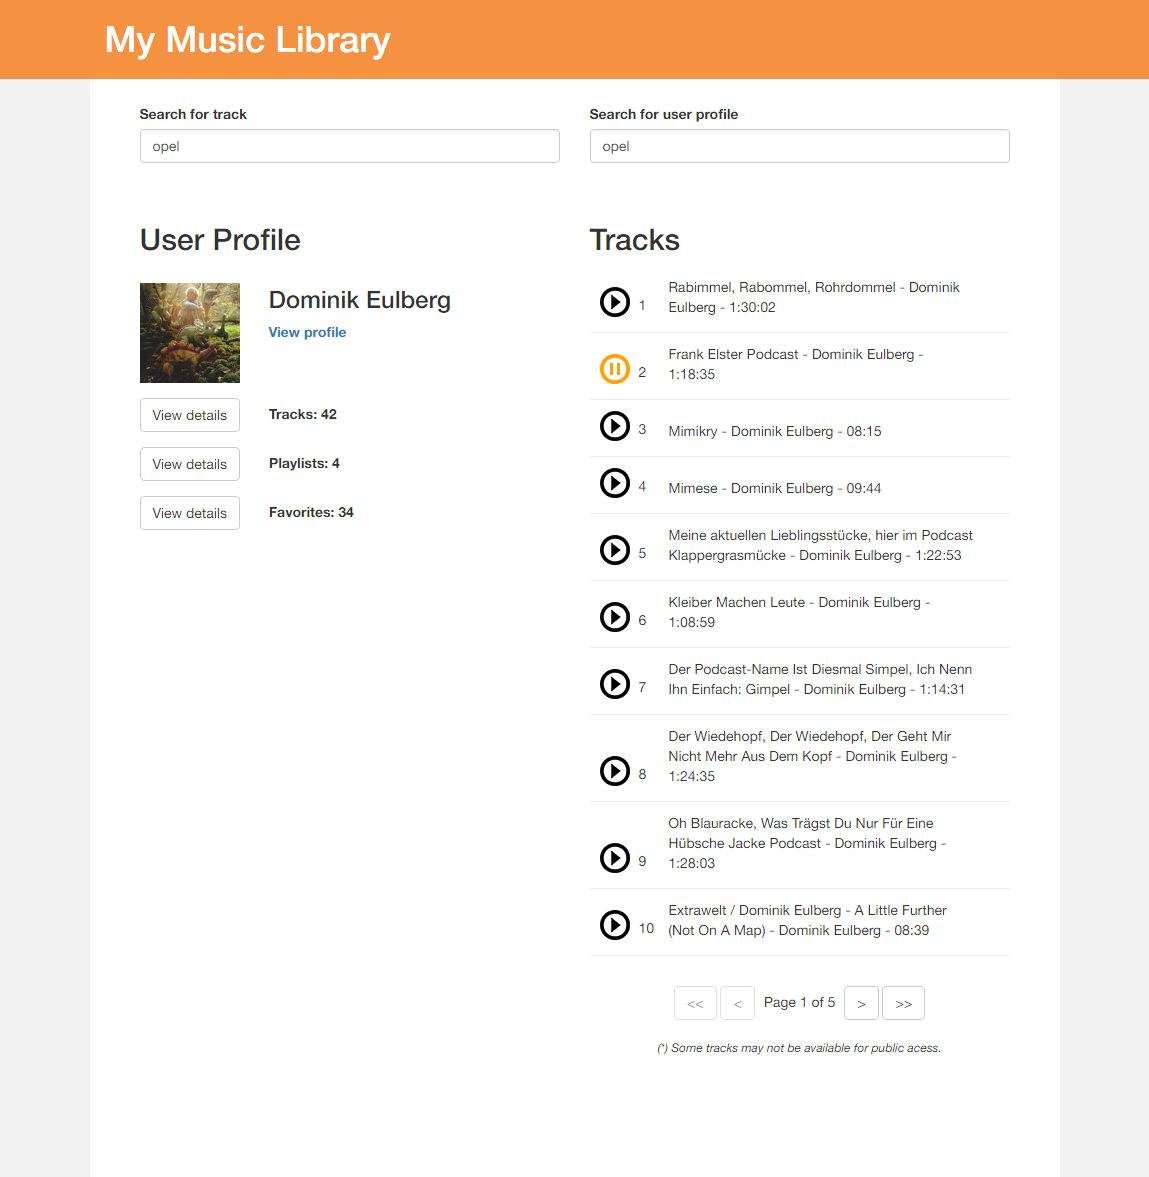 My Music Library
Search for track
opel
Search for user profile
opel
User Profile
Dominik Eulberg
View profile
View details
Tracks: 42
View details
Playlists: 4
View details
Favorites: 34
Tracks
1
Rabimmel, Rabommel, Rohrdommel - Dominik
Eulberg - 1:30:02
2
Frank Elster Podcast - Dominik Eulberg -
1:18:35
3
Mimikry - Dominik Eulberg - 08:15
4
Mimese - Dominik Eulberg - 09:44
5
Meine aktuellen Lieblingsstücke, hier im Podcast
Klappergrasmücke - Dominik Eulberg - 1:22:53
6
Kleiber Machen Leute - Dominik Eulberg -
1:08:59
7
Der Podcast-Name Ist Diesmal Simpel, Ich Nenn
Ihn Einfach: Gimpel - Dominik Eulberg - 1:14:31
8
Der Wiedehopf, Der Wiedehopf, Der Geht Mir
Nicht Mehr Aus Dem Kopf - Dominik Eulberg -
1:24:35
9
Oh Blauracke, Was Trägst Du Nur Für Eine
Hübsche Jacke Podcast - Dominik Eulberg -
1:28:03
10
Extrawelt / Dominik Eulberg - A Little Further
(Not On A Map) - Dominik Eulberg - 08:39
<< < Page 1 of 5 > >>
(*) Some tracks may not be available for public acess.